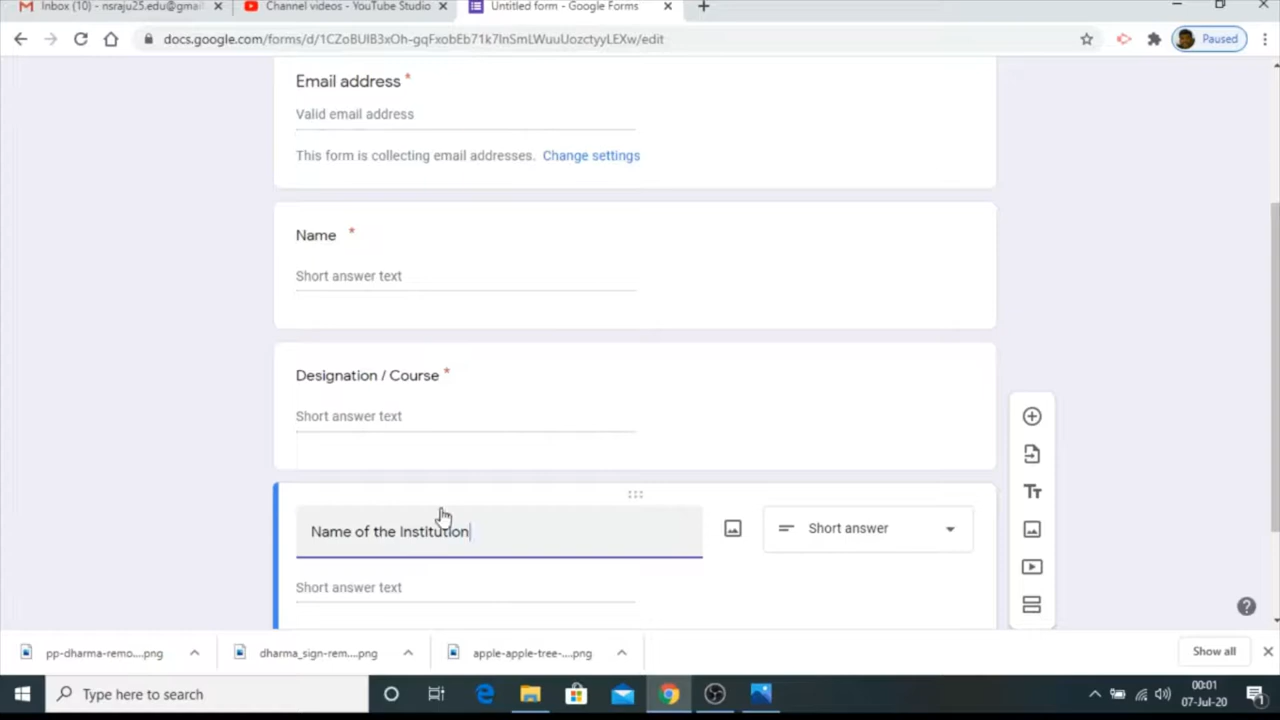 Inbox (10) - nsraju25.edu@gmai
Channel videos - YouTube Studio
Untitled form - Google Forms
docs.google.com/forms/d/1CZoBUIB3xOh-gqFxobEb71k7lnSmLWuuUozctyyLEXw/edit
Paused
Email address *
Valid email address
This form is collecting email addresses. Change settings
Name *
Short answer text
Designation / Course *
Short answer text
Name of the Institution
Short answer
Short answer text
pp-dharma-remo....png
dharma_sign-rem....png
apple-apple-tree-....png
Show all
Type here to search
00:01
07-Jul-20